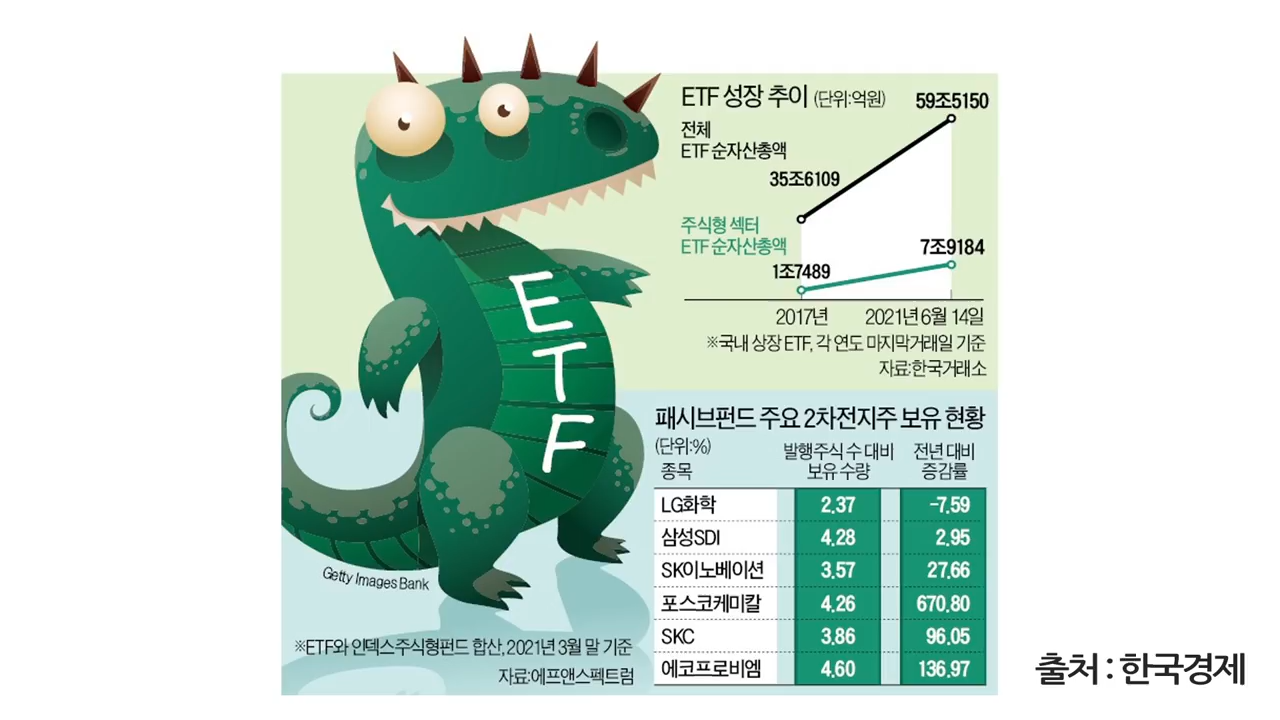 ETF 성장 추이 (단위:억원)
59조5150
전체
ETF 순자산총액
35조6109
주식형 섹터
ETF 순자산총액
7조9184
1조7489
2017년 2021년 6월 14일
※국내 상장 ETF, 각 연도 마지막거래일 기준
자료:한국거래소
ETF
Getty Images Bank
패시브펀드 주요 2차전지주 보유 현황
(단위:%)
종목 발행주식 수 대비 보유 수량 전년 대비 증감률
LG화학 2.37 -7.59
삼성SDI 4.28 2.95
SK이노베이션 3.57 27.66
포스코케미칼 4.26 670.80
SKC 3.86 96.05
에코프로비엠 4.60 136.97
※ETF와 인덱스주식형펀드 합산, 2021년 3월 말 기준
자료:에프앤스펙트럼
출처 : 한국경제